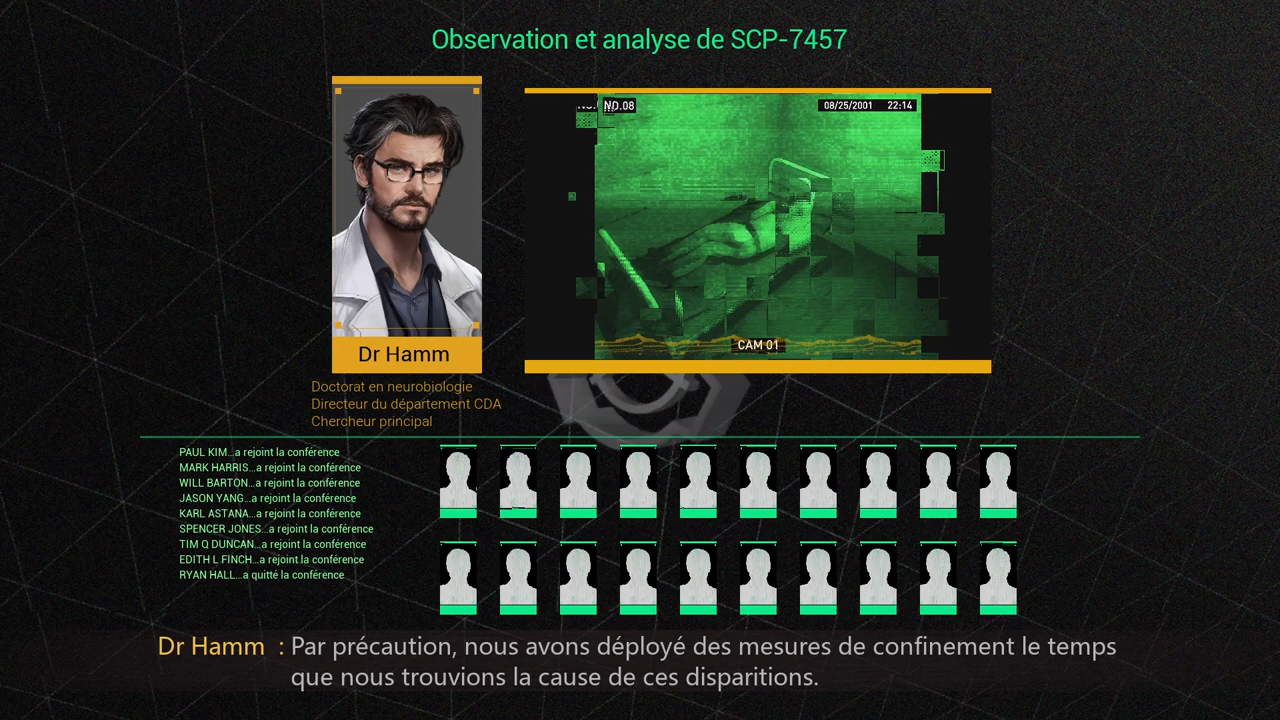 Observation et analyse de SCP-7457
NO.08
08/25/2001 22:14
CAM 01
Dr Hamm
Doctorat en neurobiologie
Directeur du département CDA
Chercheur principal
PAUL KIM...a rejoint la conférence
MARK HARRIS...a rejoint la conférence
WILL BARTON...a rejoint la conférence
JASON YANG...a rejoint la conférence
KARL ASTANA...a rejoint la conférence
SPENCER JONES...a rejoint la conférence
TIM Q DUNCAN...a rejoint la conférence
EDITH L FINCH...a rejoint la conférence
RYAN HALL...a quitté la conférence
Dr Hamm : Par précaution, nous avons déployé des mesures de confinement le temps
que nous trouvions la cause de ces disparitions.